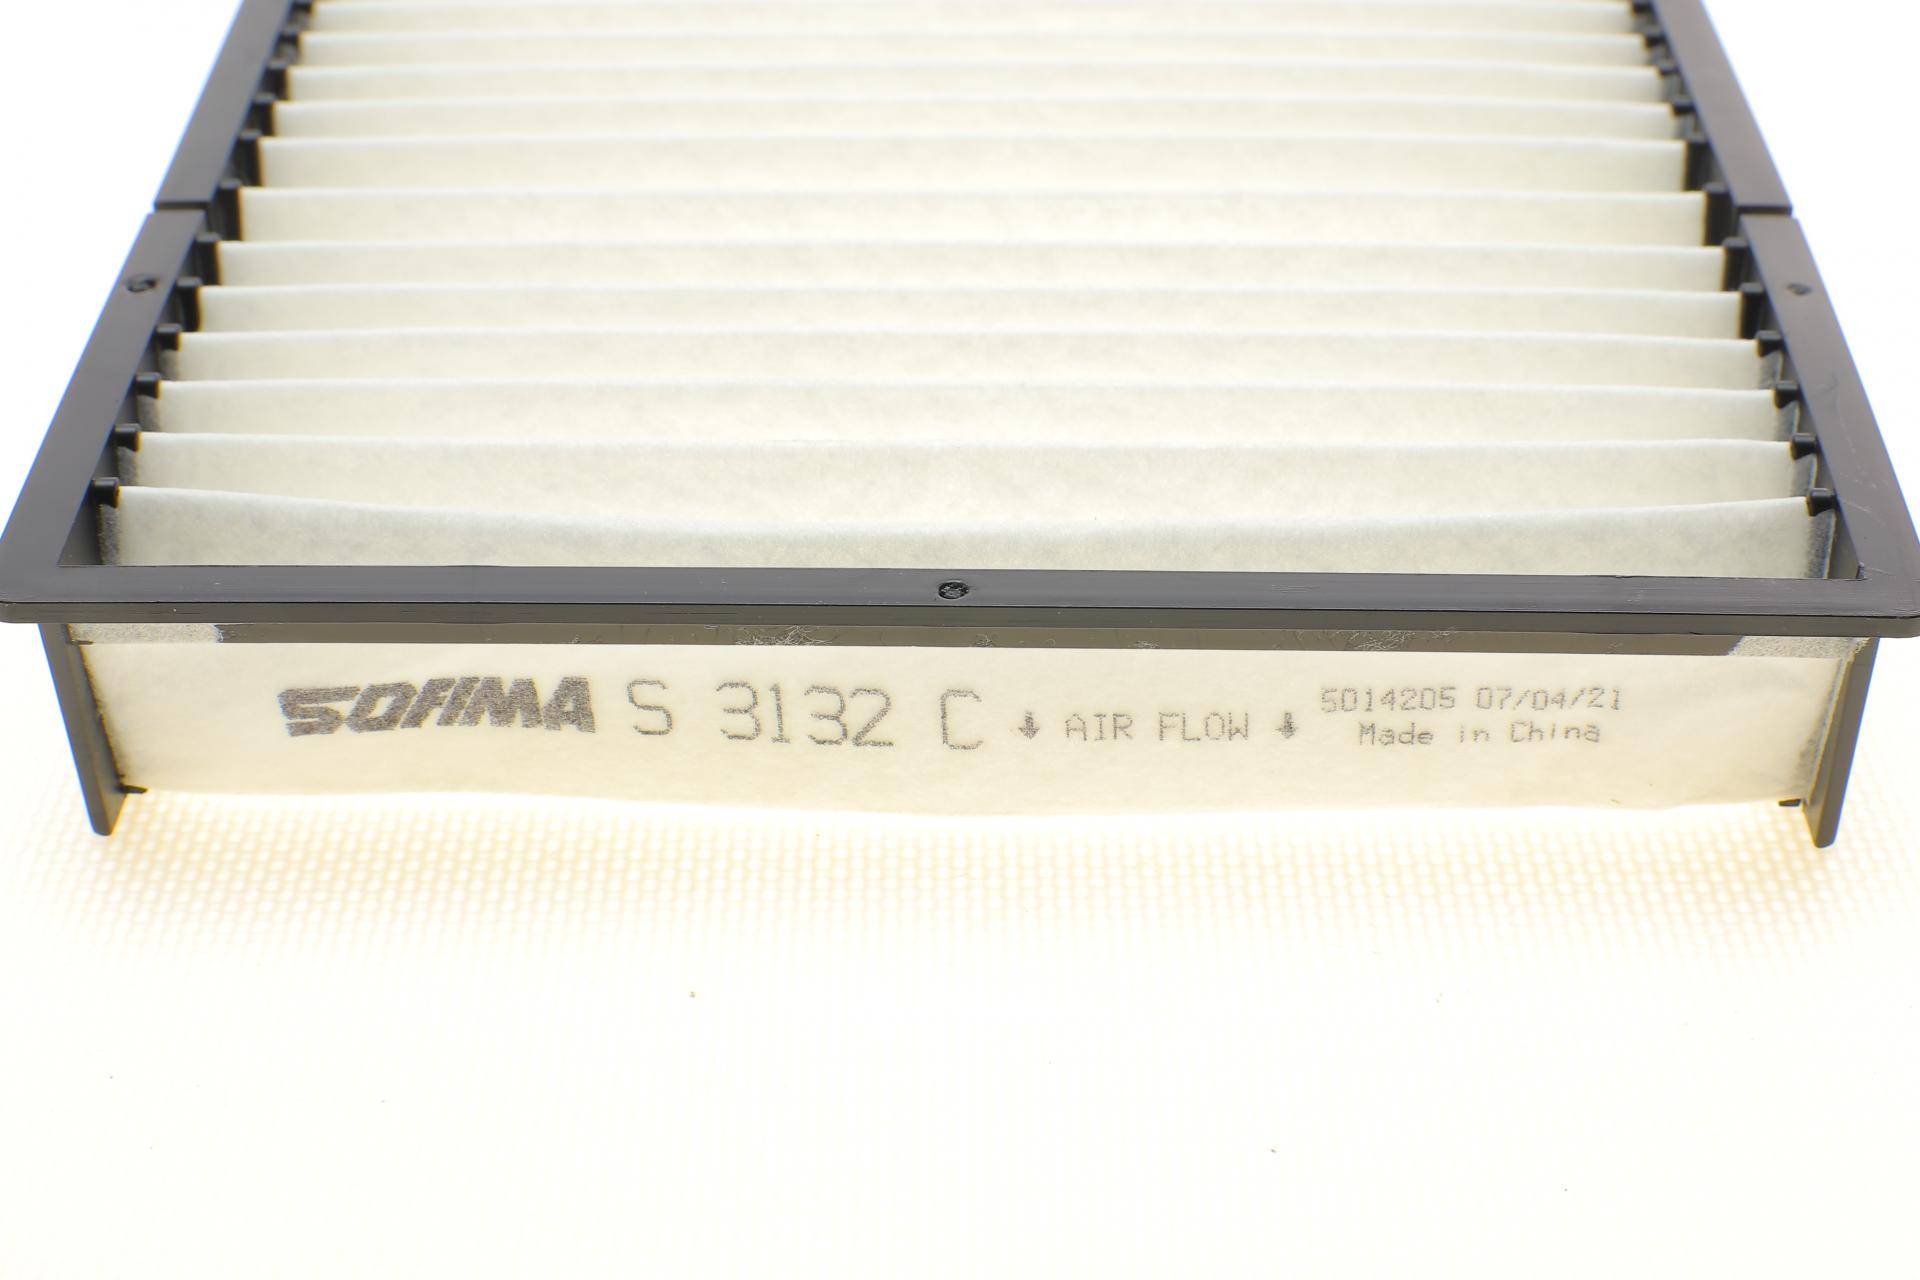 SOFIMA S 3132 C ↓ AIR FLOW ↓
5014205 07/04/21
Made in China